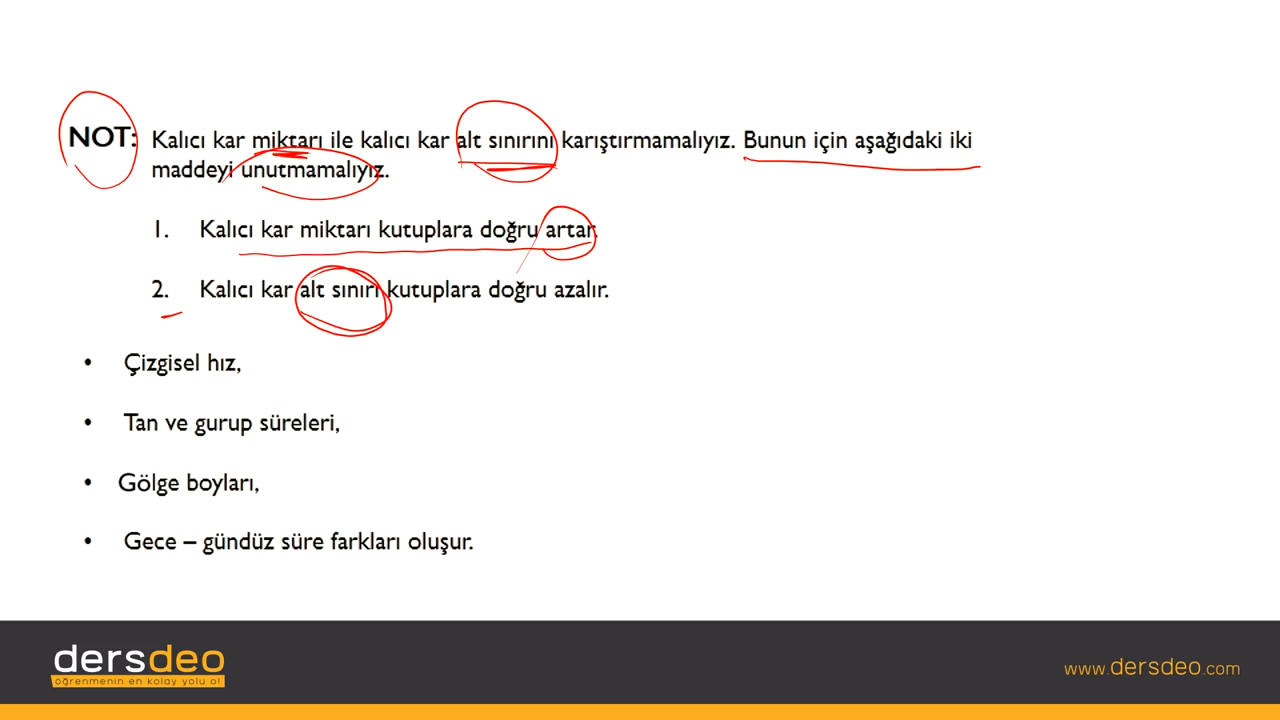 NOT: Kalıcı kar miktarı ile kalıcı kar alt sınırını karıştırmamalıyız. Bunun için aşağıdaki iki
maddeyi unutmamalıyız.
1. Kalıcı kar miktarı kutuplara doğru artar.
2. Kalıcı kar alt sınırı kutuplara doğru azalır.
• Çizgisel hız,
• Tan ve gurup süreleri,
• Gölge boyları,
• Gece – gündüz süre farkları oluşur.
dersdeo
öğrenmenin en kolay yolu o!
www.dersdeo.com